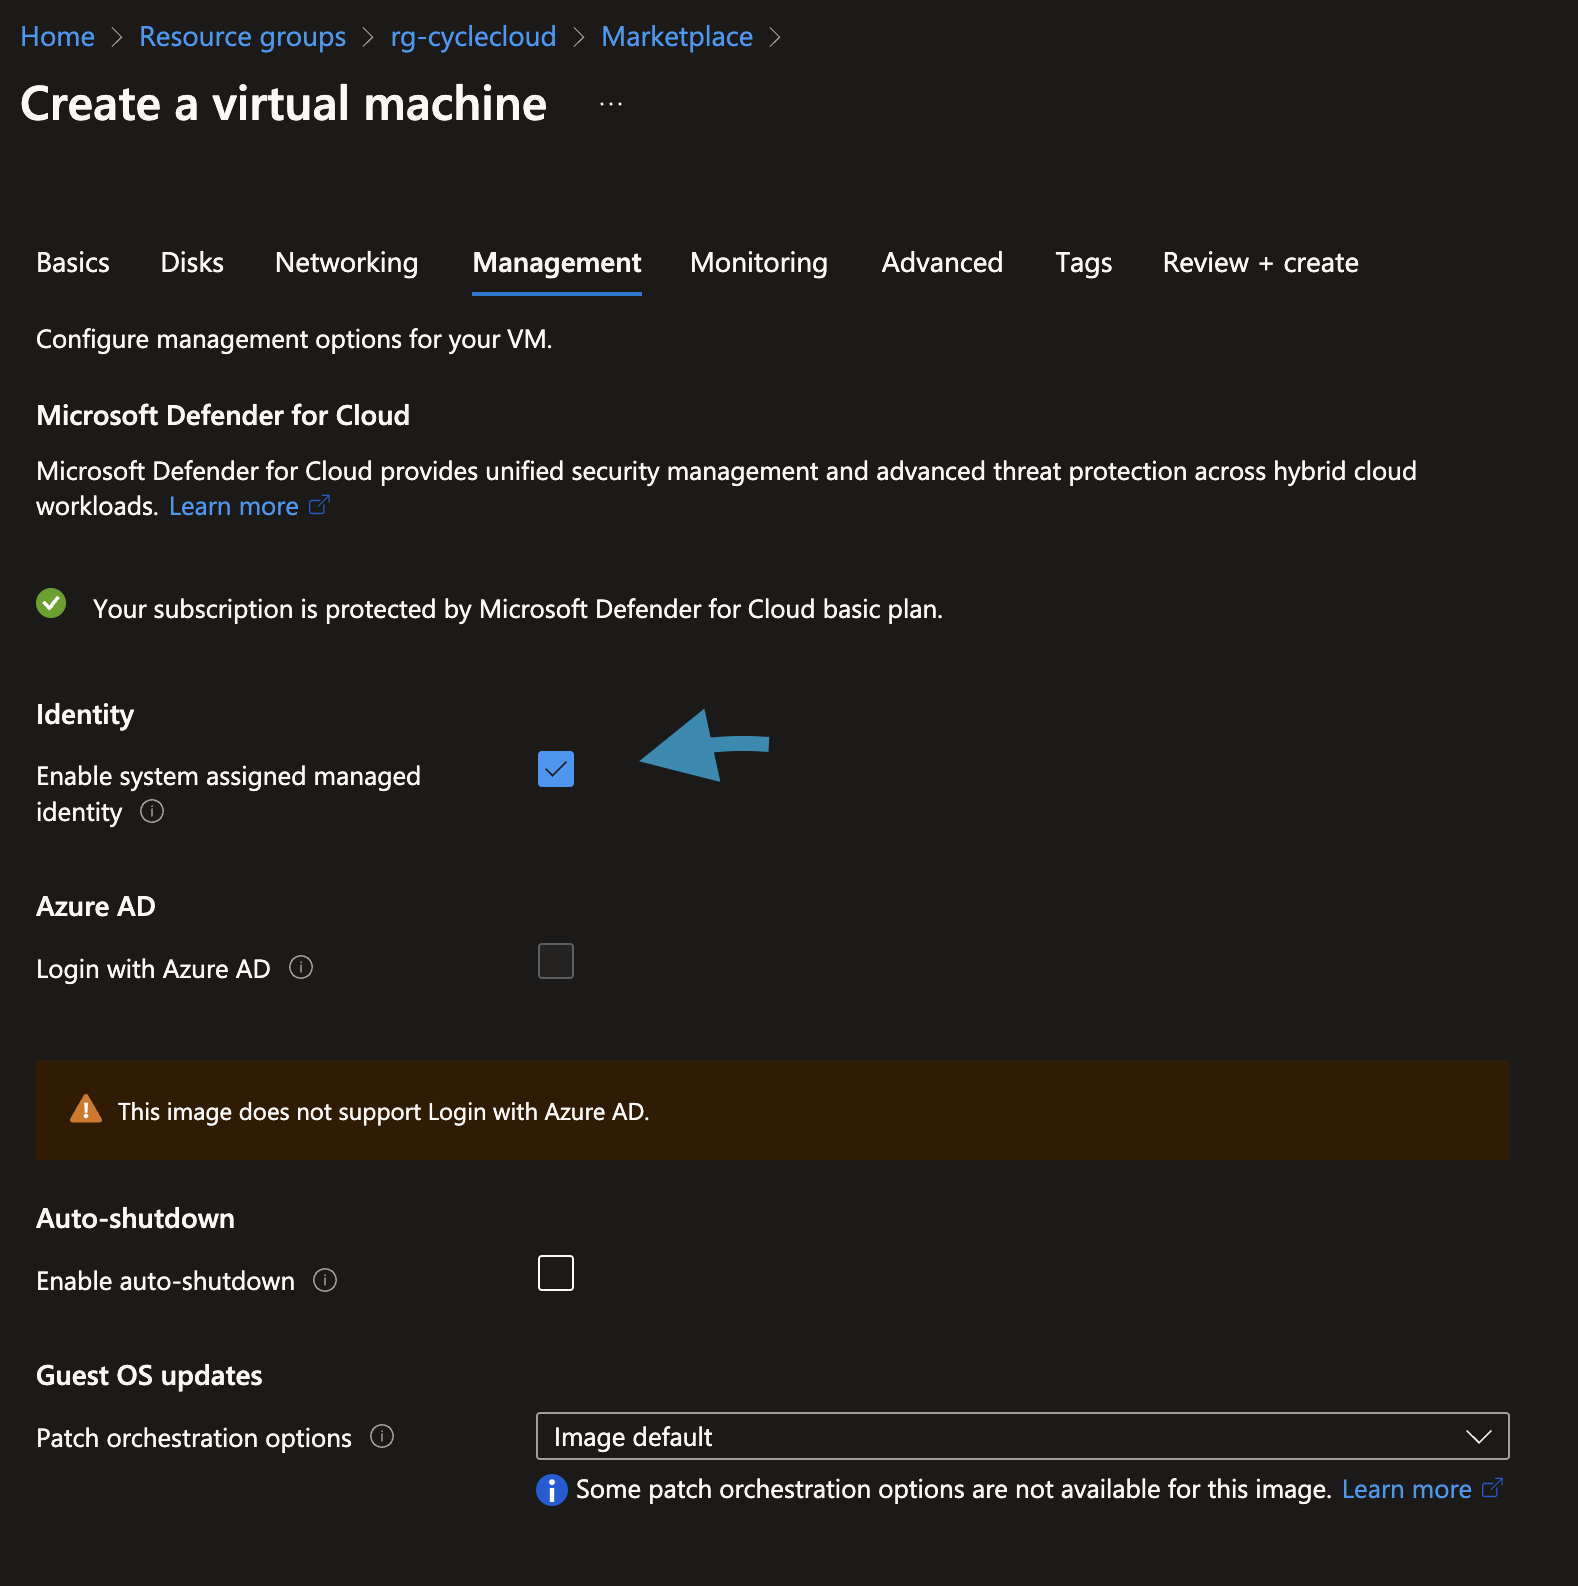 Home > Resource groups > rg-cyclecloud > Marketplace >
Create a virtual machine ...
Basics Disks Networking Management Monitoring Advanced Tags Review + create
Configure management options for your VM.
Microsoft Defender for Cloud
Microsoft Defender for Cloud provides unified security management and advanced threat protection across hybrid cloud
workloads. Learn more
Your subscription is protected by Microsoft Defender for Cloud basic plan.
Identity
Enable system assigned managed
identity
Azure AD
Login with Azure AD
This image does not support Login with Azure AD.
Auto-shutdown
Enable auto-shutdown
Guest OS updates
Patch orchestration options
Image default
Some patch orchestration options are not available for this image. Learn more